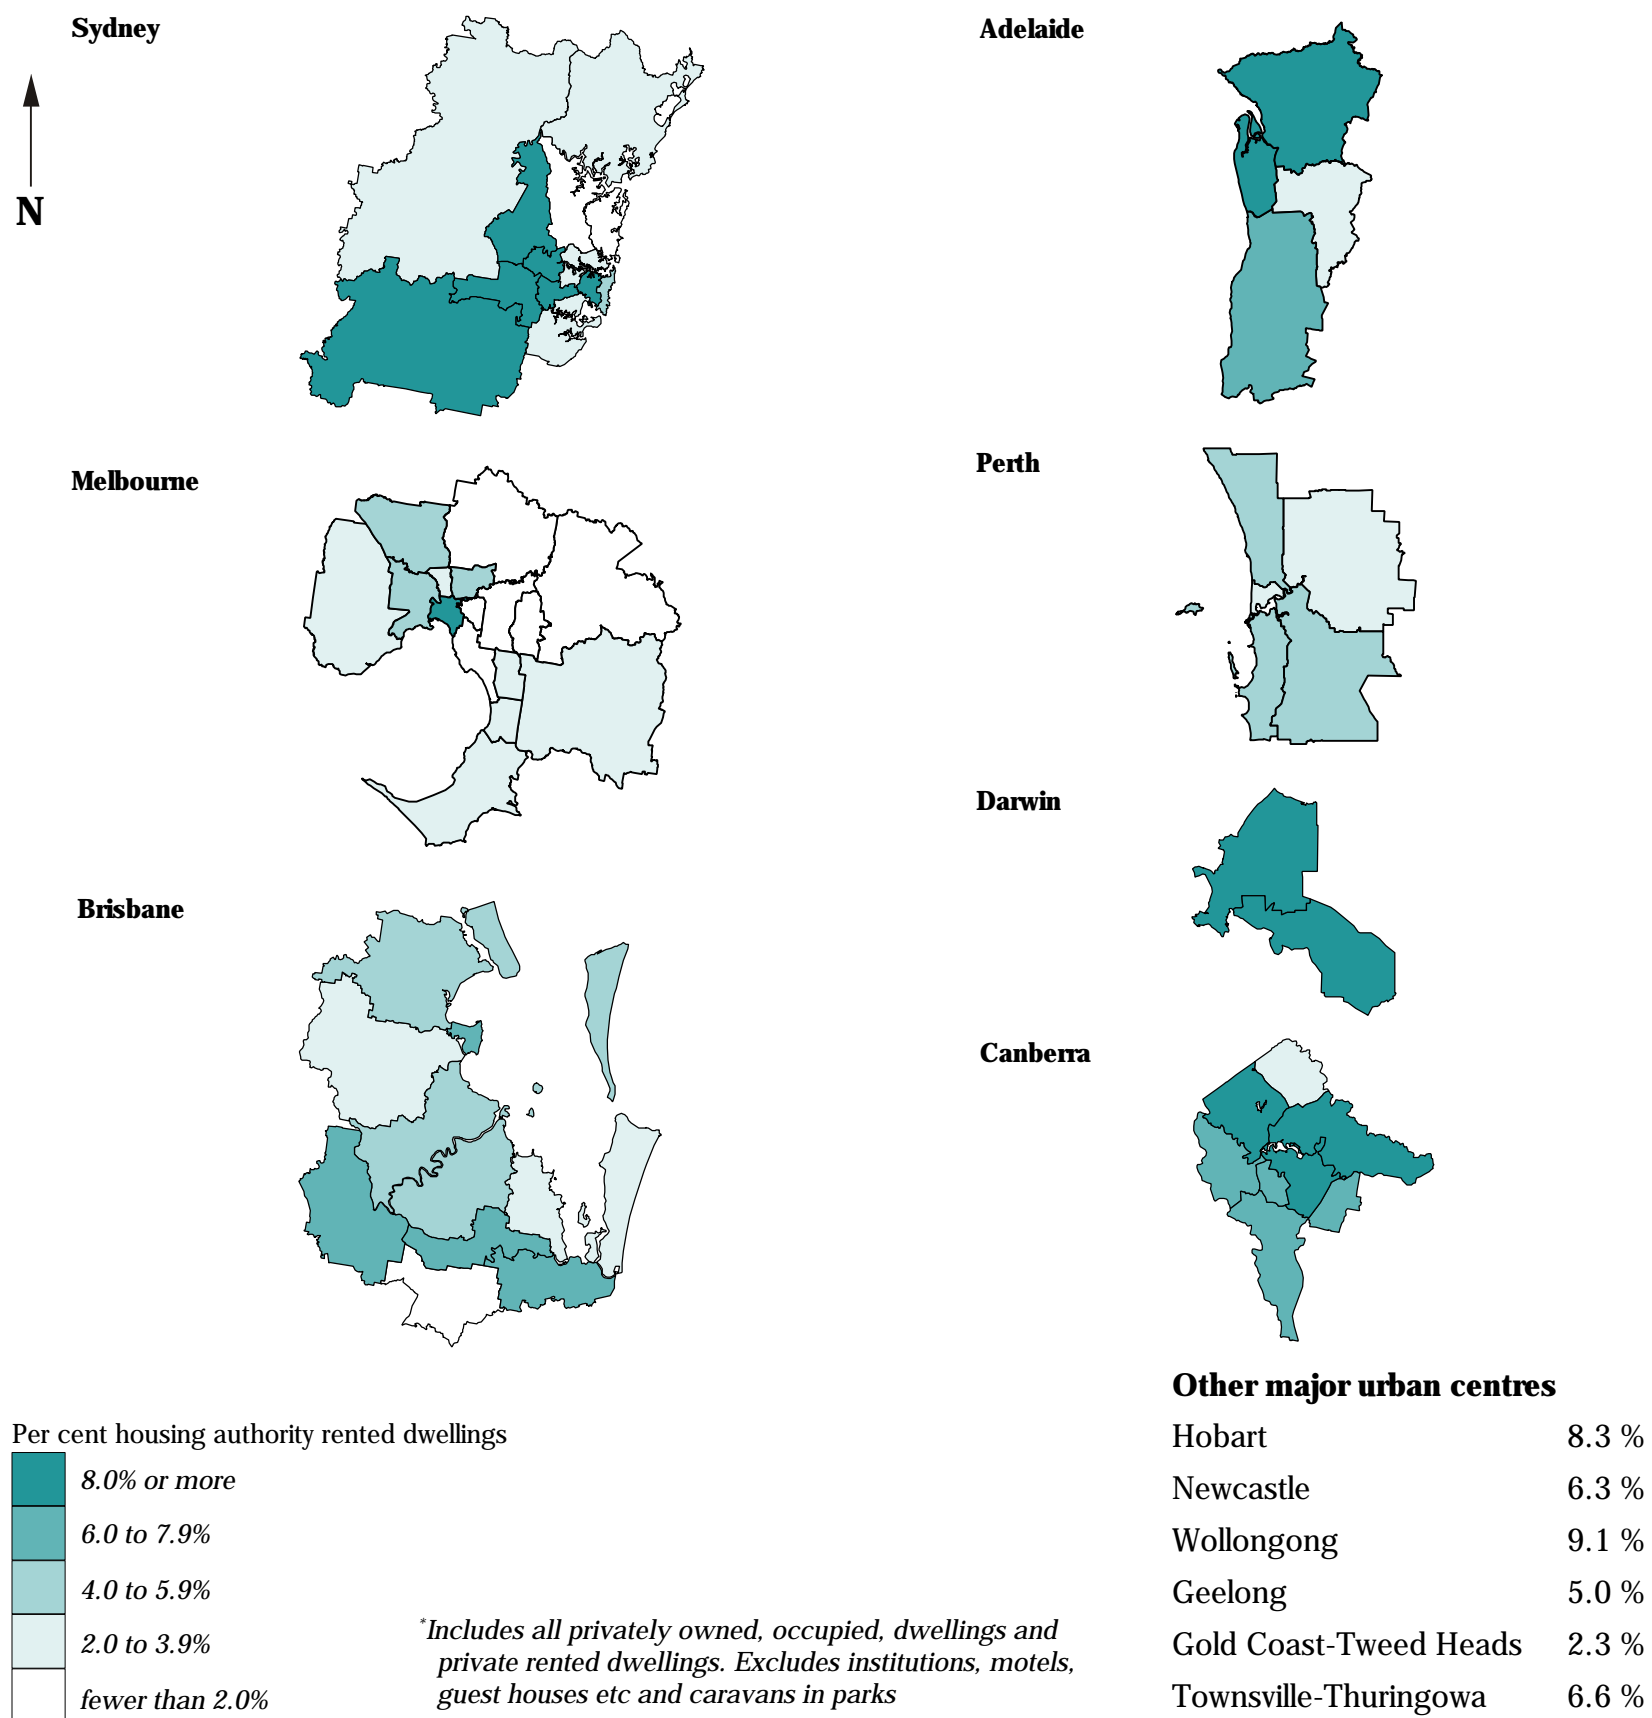 Sydney
N
Adelaide
Melbourne
Perth
Darwin
Brisbane
Canberra
Per cent housing authority rented dwellings
8.0% or more
6.0 to 7.9%
4.0 to 5.9%
2.0 to 3.9%
fewer than 2.0%
*Includes all privately owned, occupied, dwellings and
private rented dwellings. Excludes institutions, motels,
guest houses etc and caravans in parks
Other major urban centres
Hobart 8.3 %
Newcastle 6.3 %
Wollongong 9.1 %
Geelong 5.0 %
Gold Coast-Tweed Heads 2.3 %
Townsville-Thuringowa 6.6 %